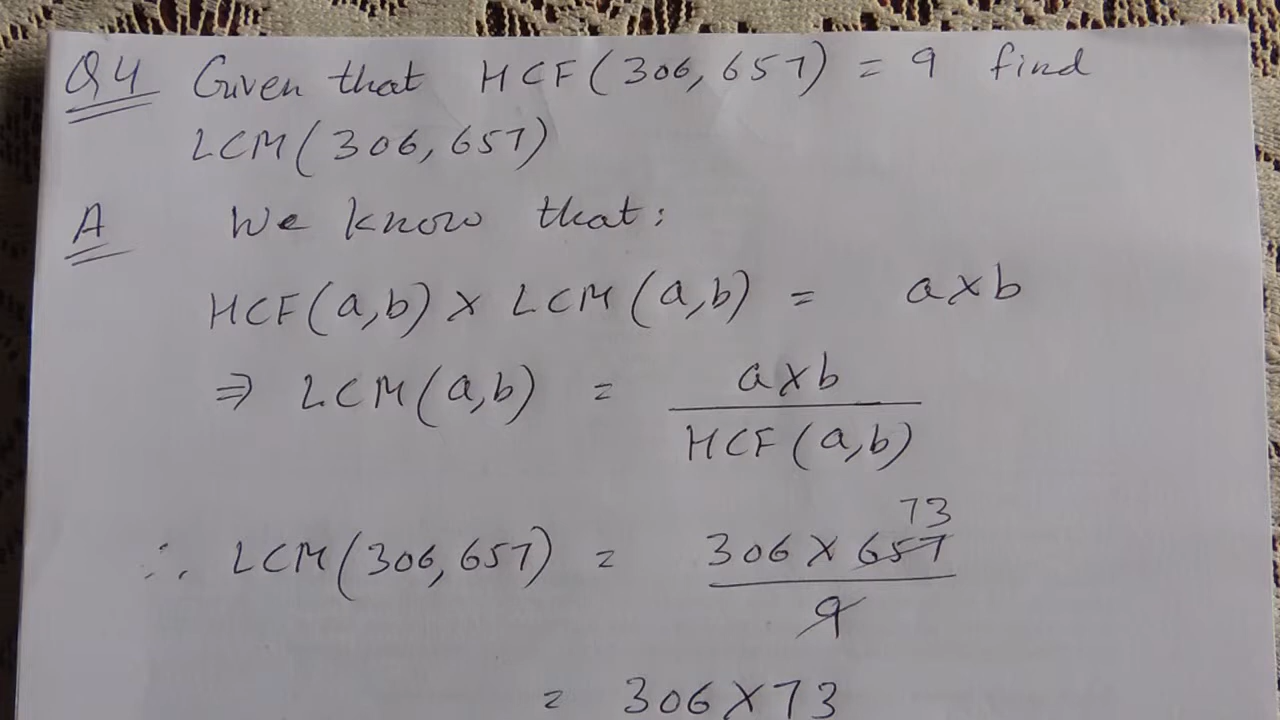 Q4 Given that HCF(306, 657) = 9 find
LCM(306, 657)
A We know that:
HCF(a,b) × LCM(a,b) = a×b
⇒ LCM(a,b) = a×b / HCF(a,b)
73
∴ LCM(306, 657) = 306 × 657 / 9
= 306 × 73